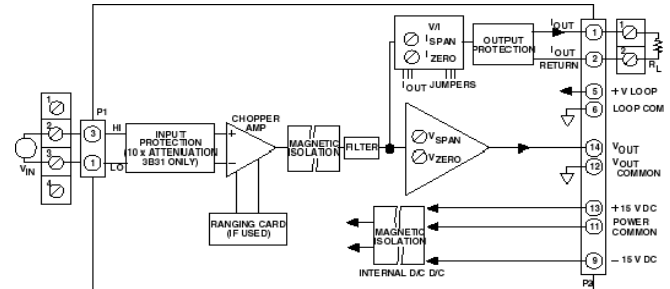 V/I
I SPAN
I ZERO
I OUT JUMPERS
OUTPUT
PROTECTION
I OUT
I OUT
RETURN
1
2
1
2
R L
5
+ V LOOP
6
LOOP COM
1
2
3
4
V IN
P1
3
1
HI
LO
INPUT
PROTECTION
(10 x ATTENUATION
3B31 ONLY)
CHOPPER
AMP
+
–
RANGING CARD
(IF USED)
MAGNETIC
ISOLATION
FILTER
V SPAN
V ZERO
14
V OUT
12
V OUT
COMMON
MAGNETIC
ISOLATION
INTERNAL D/C D/C
13
+ 15 V DC
11
POWER
COMMON
9
– 15 V DC
P2